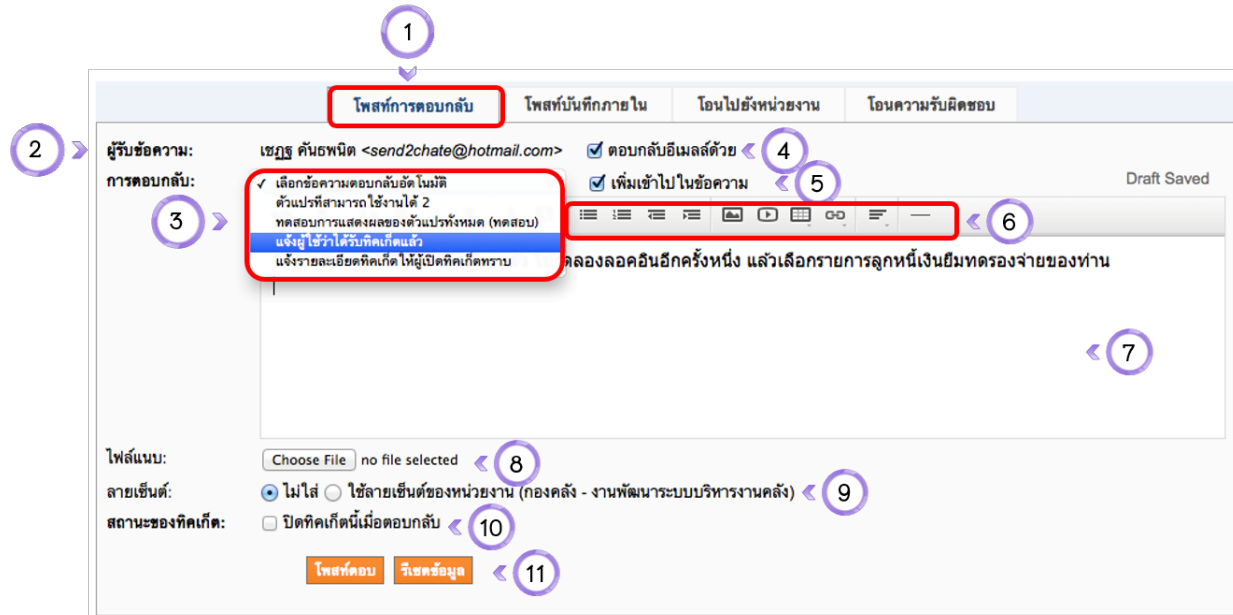 1
โพสท์การตอบกลับ โพสท์บันทึกภายใน โอนไปยังหน่วยงาน โอนความรับผิดชอบ
2 ผู้รับข้อความ: เชฏฐ คันธพนิต <send2chate@hotmail.com> ตอบกลับอีเมลล์ด้วย 4
การตอบกลับ: ✓ เลือกข้อความตอบกลับอัตโนมัติ เพิ่มเข้าไปในข้อความ 5 Draft Saved
ตัวแปรที่สามารถใช้งานได้ 2
3 ทดสอบการแสดงผลของตัวแปรทั้งหมด (ทดสอบ) 6
แจ้งผู้ใช้ว่าได้รับทิคเก็ตแล้ว
แจ้งรายละเอียดทิคเก็ตให้ผู้เปิดทิคเก็ตทราบ ดลองลอคอินอีกครั้งหนึ่ง แล้วเลือกรายการลูกหนี้เงินยืมทดรองจ่ายของท่าน
7
ไฟล์แนบ: Choose File no file selected 8
ลายเซ็นต์: ไม่ใส่ ใช้ลายเซ็นต์ของหน่วยงาน (กองคลัง - งานพัฒนาระบบบริหารงานคลัง) 9
สถานะของทิคเก็ต: ปิดทิคเก็ตนี้เมื่อตอบกลับ 10
โพสท์ตอบ รีเซตข้อมูล 11